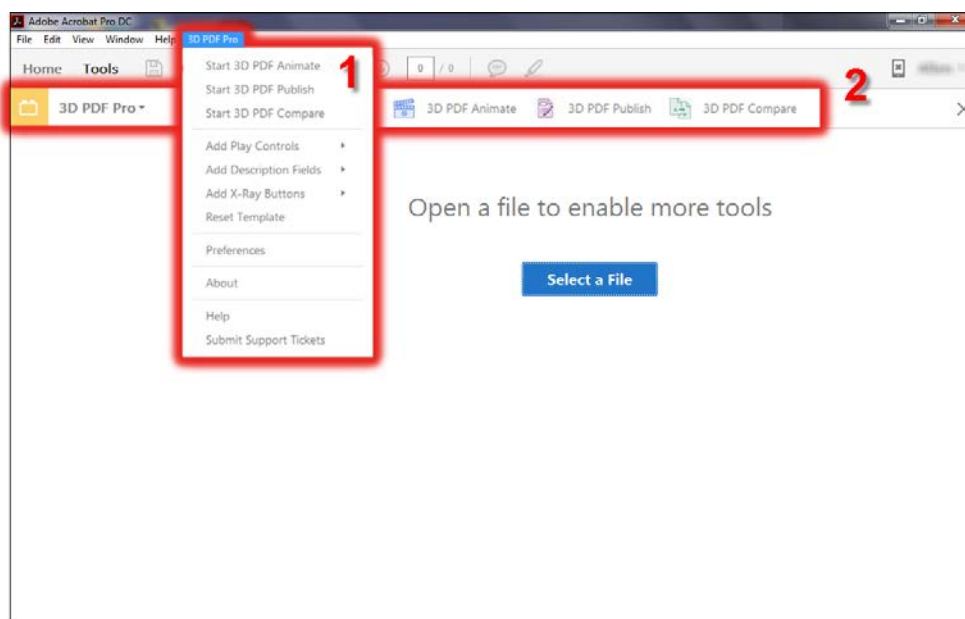 Adobe Acrobat Pro DC
File Edit View Window Help 3D PDF Pro
Home Tools 0 / 0
3D PDF Pro 3D PDF Animate 3D PDF Publish 3D PDF Compare
1
2
Start 3D PDF Animate
Start 3D PDF Publish
Start 3D PDF Compare
Add Play Controls
Add Description Fields
Add X-Ray Buttons
Reset Template
Preferences
About
Help
Submit Support Tickets
Open a file to enable more tools
Select a File